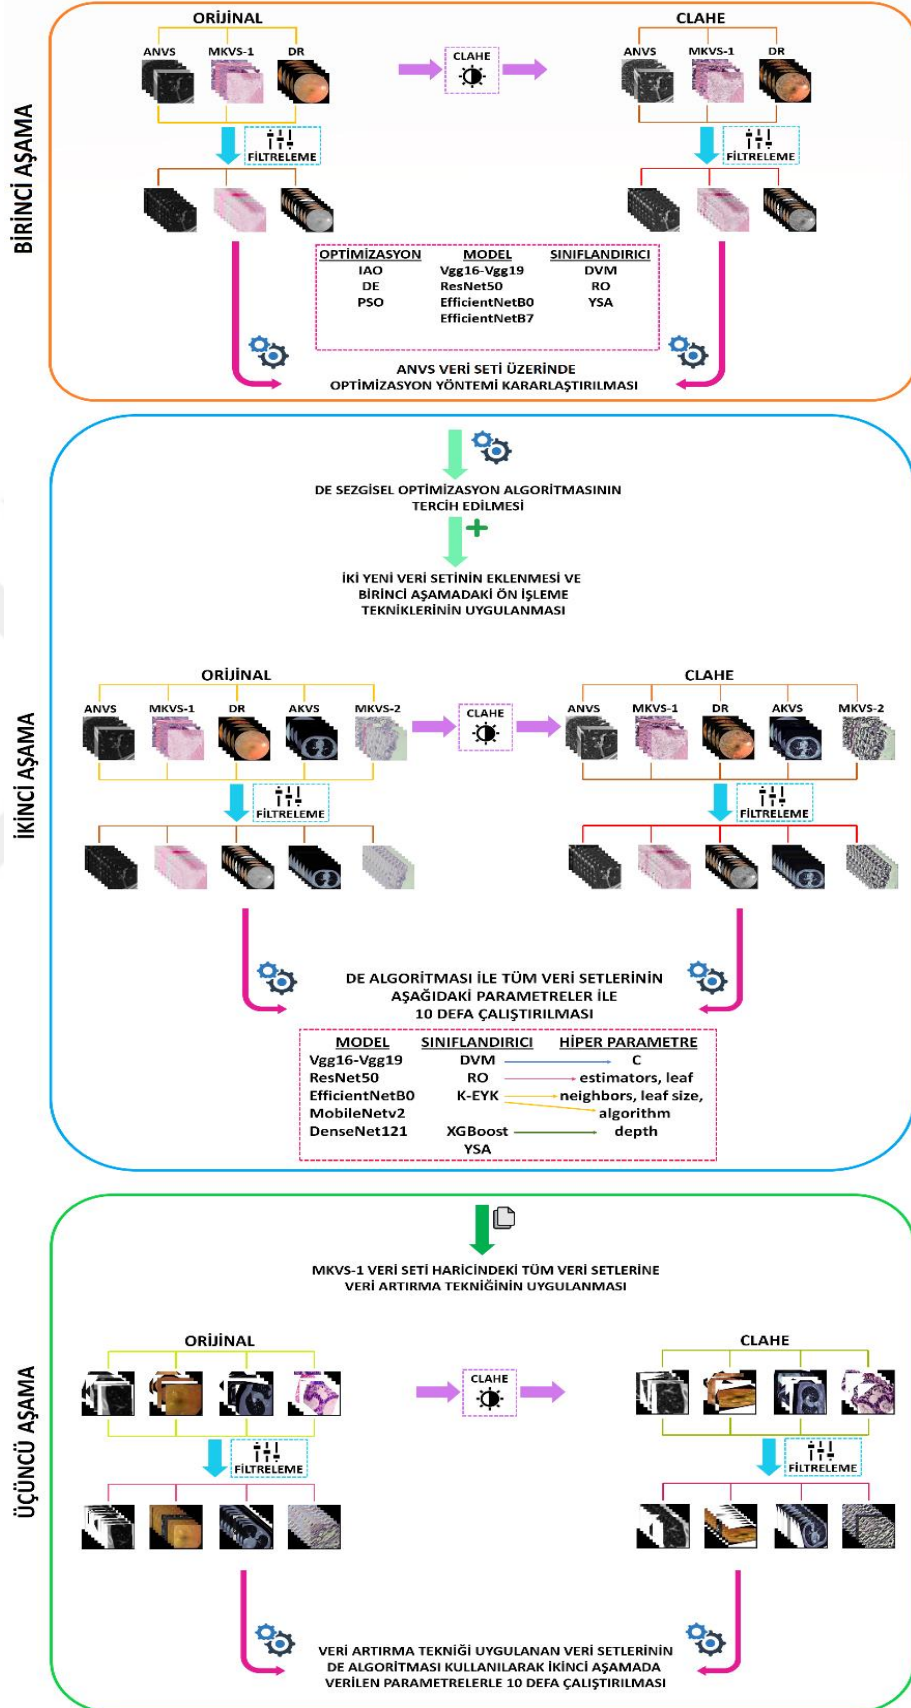 BİRİNCİ AŞAMA
ORİJİNAL
ANVS MKVS-1 DR
CLAHE
CLAHE
ANVS MKVS-1 DR
FİLTRELEME
FİLTRELEME
OPTİMİZASYON MODEL SINIFLANDIRICI
IAO Vgg16-Vgg19 DVM
DE ResNet50 RO
PSO EfficientNetB0 YSA
EfficientNetB7
ANVS VERİ SETİ ÜZERİNDE
OPTİMİZASYON YÖNTEMİ KARARLAŞTIRILMASI
İKİNCİ AŞAMA
DE SEZGİSEL OPTİMİZASYON ALGORİTMASININ
TERCİH EDİLMESİ
İKİ YENİ VERİ SETİNİN EKLENMESİ VE
BİRİNCİ AŞAMADAKİ ÖN İŞLEME
TEKNİKLERİNİN UYGULANMASI
ORİJİNAL
ANVS MKVS-1 DR AKVS MKVS-2
CLAHE
CLAHE
ANVS MKVS-1 DR AKVS MKVS-2
FİLTRELEME
FİLTRELEME
DE ALGORİTMASI İLE TÜM VERİ SETLERİNİN
AŞAĞIDAKİ PARAMETRELER İLE
10 DEFA ÇALIŞTIRILMASI
MODEL SINIFLANDIRICI HİPER PARAMETRE
Vgg16-Vgg19 DVM C
ResNet50 RO estimators, leaf
EfficientNetB0 K-EYK neighbors, leaf size,
MobileNetv2 algorithm
DenseNet121 XGBoost depth
YSA
ÜÇÜNCÜ AŞAMA
MKVS-1 VERİ SETİ HARİCİNDEKİ TÜM VERİ SETLERİNE
VERİ ARTIRMA TEKNİĞİNİN UYGULANMASI
ORİJİNAL
CLAHE
CLAHE
FİLTRELEME
FİLTRELEME
VERİ ARTIRMA TEKNİĞİ UYGULANAN VERİ SETLERİNİN
DE ALGORİTMASI KULLANILARAK İKİNCİ AŞAMADA
VERİLEN PARAMETRELERLE 10 DEFA ÇALIŞTIRILMASI